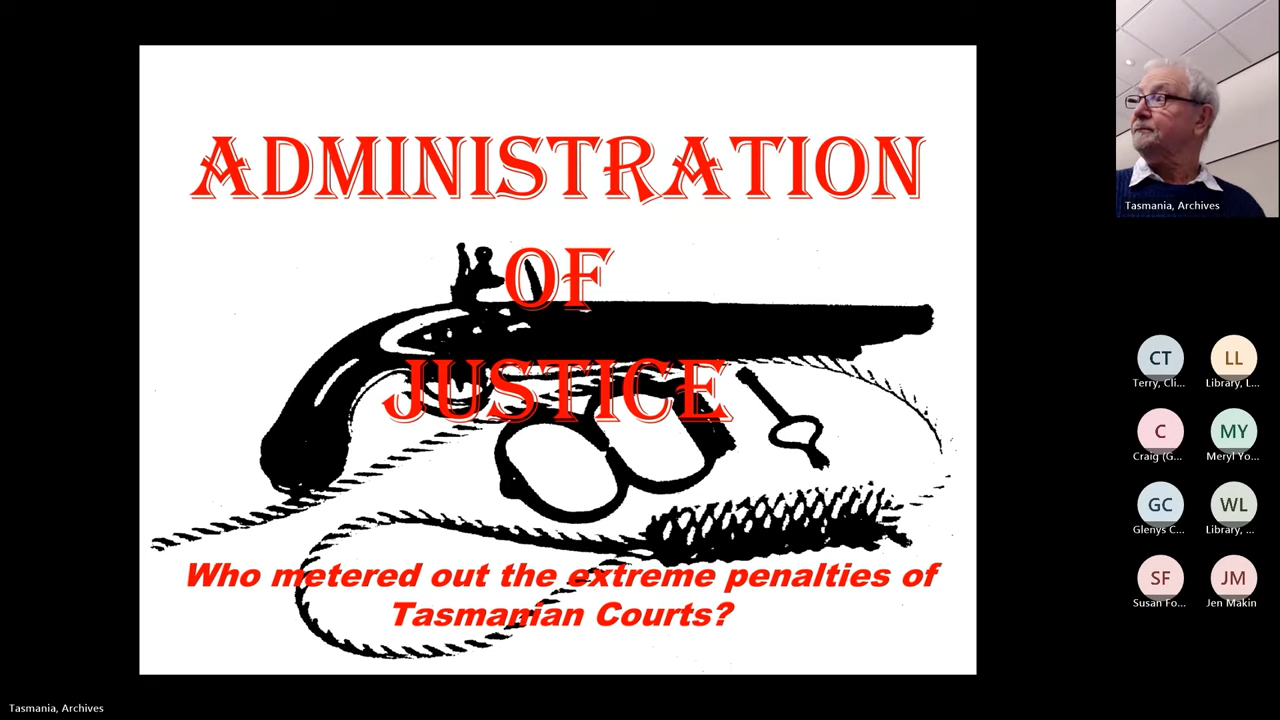 ADMINISTRATION
OF
JUSTICE
Who metered out the extreme penalties of
Tasmanian Courts?
Tasmania, Archives
CT
LL
Terry, Cli...
Library, L...
C
MY
Craig (G...
Meryl Yo...
GC
WL
Glenys C...
Library, ...
SF
JM
Susan Fo...
Jen Makin
Tasmania, Archives